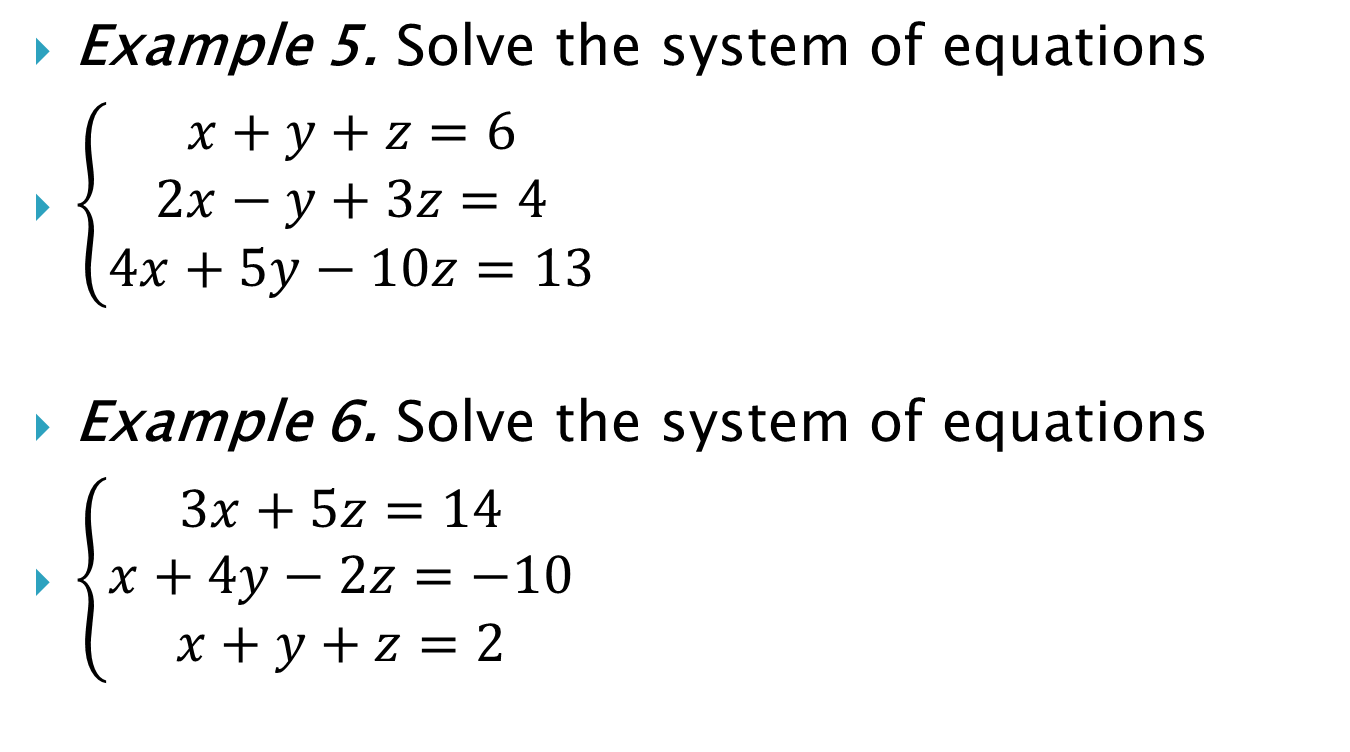 Example 5. Solve the system of equations
x + y + z = 6
2x − y + 3z = 4
4x + 5y − 10z = 13
Example 6. Solve the system of equations
3x + 5z = 14
x + 4y − 2z = −10
x + y + z = 2